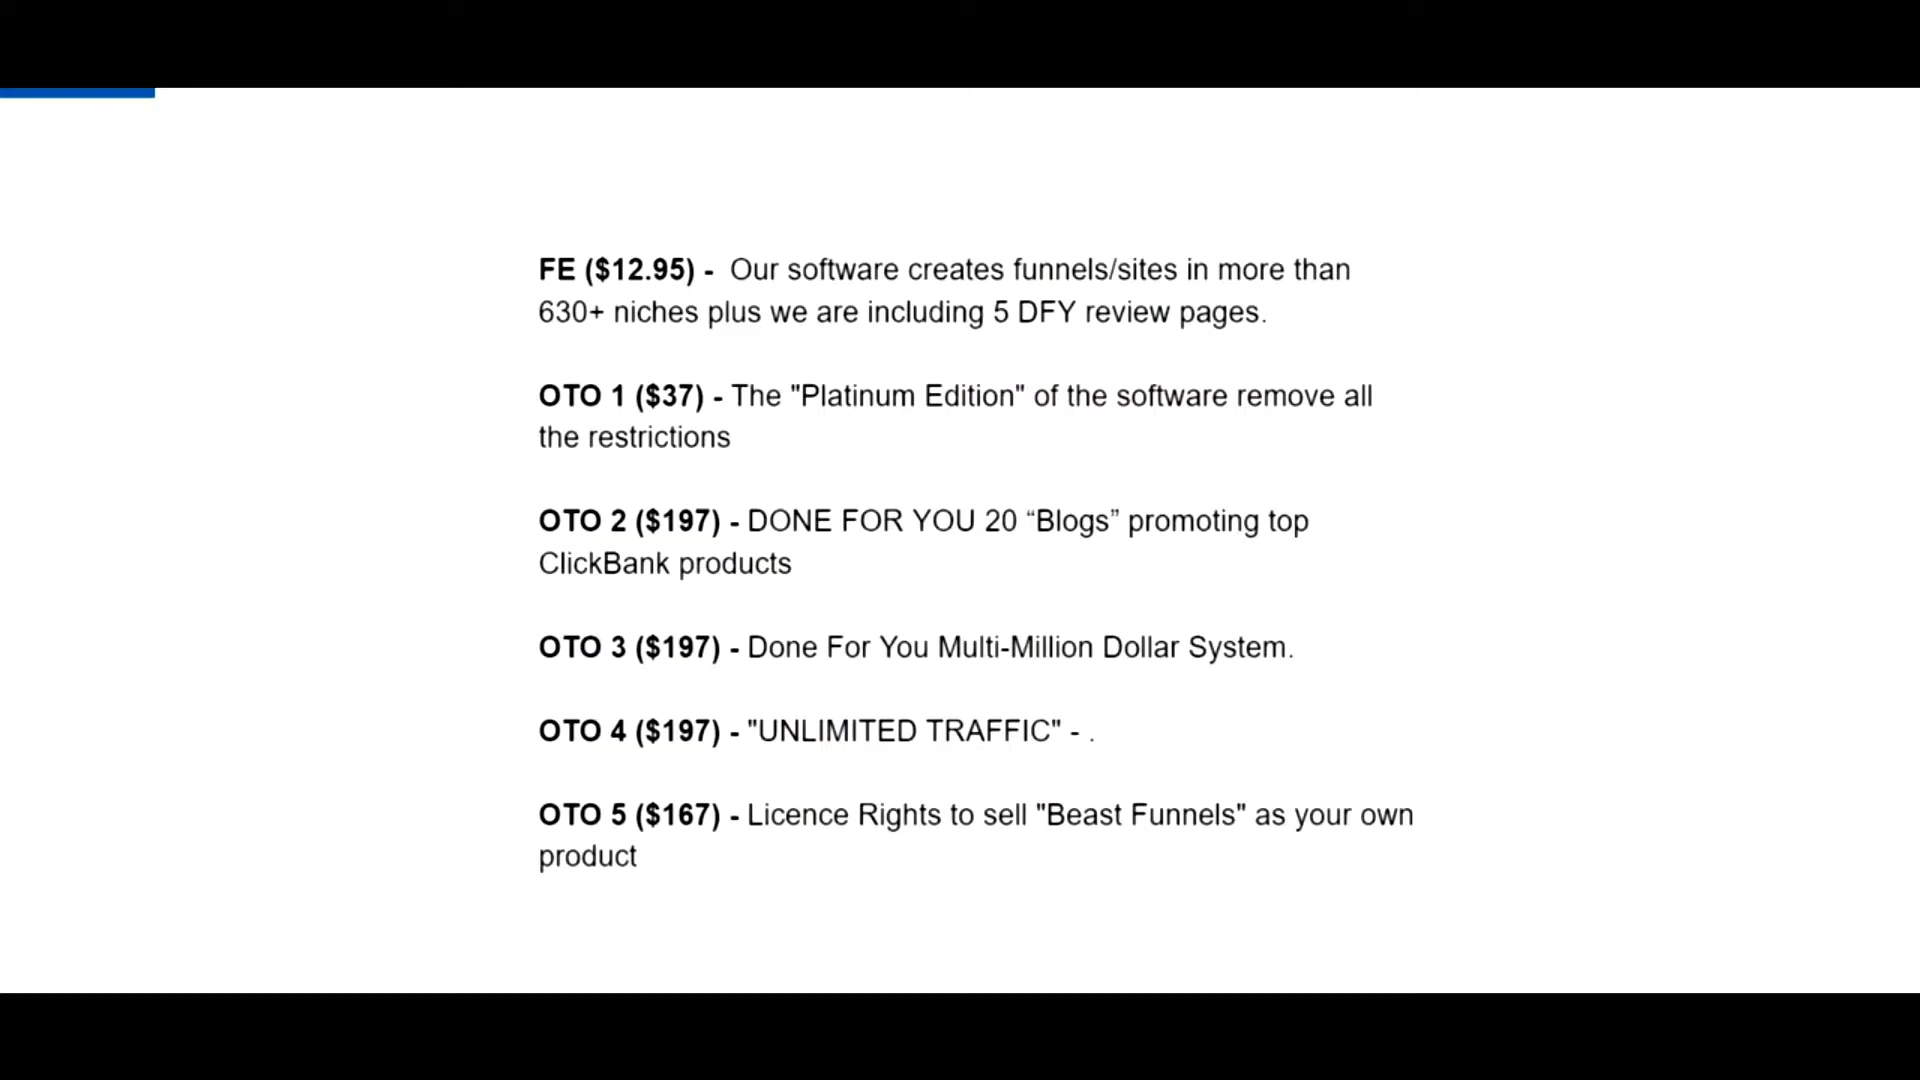 FE ($12.95) - Our software creates funnels/sites in more than
630+ niches plus we are including 5 DFY review pages.
OTO 1 ($37) - The "Platinum Edition" of the software remove all
the restrictions
OTO 2 ($197) - DONE FOR YOU 20 “Blogs” promoting top
ClickBank products
OTO 3 ($197) - Done For You Multi-Million Dollar System.
OTO 4 ($197) - "UNLIMITED TRAFFIC" - .
OTO 5 ($167) - Licence Rights to sell "Beast Funnels" as your own
product